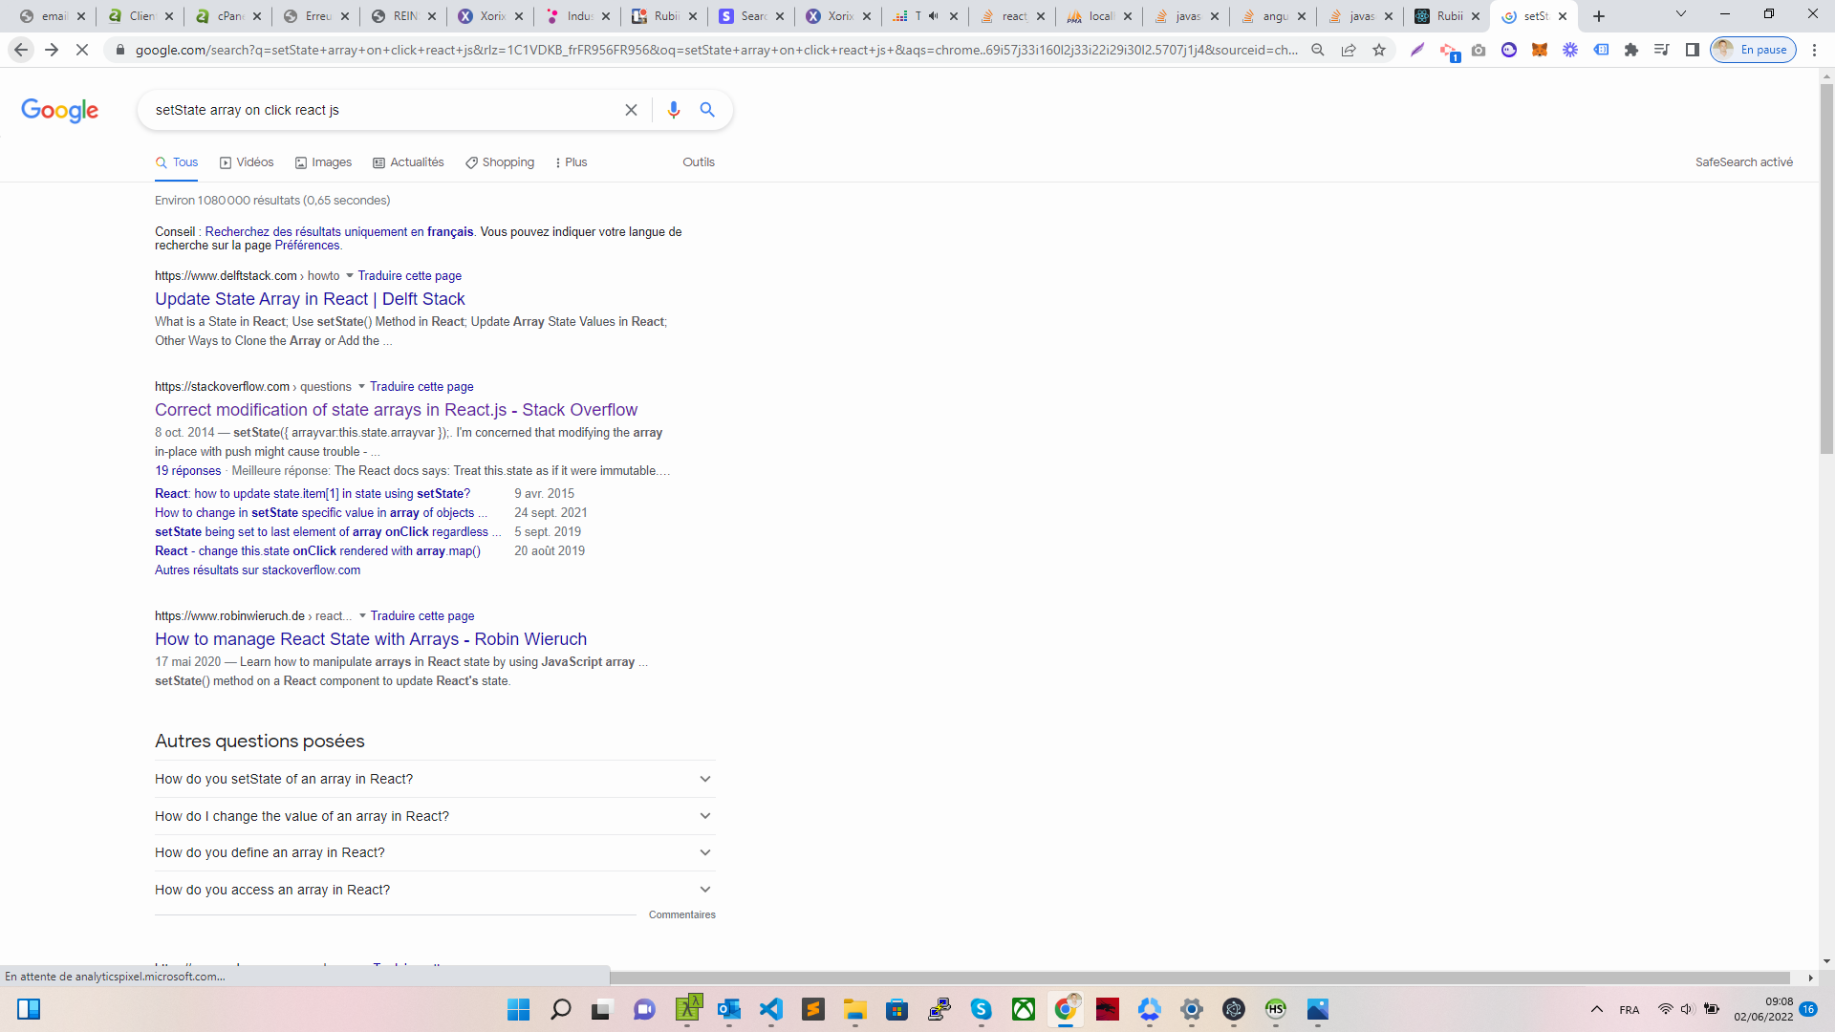 email
Clien
cPan
Erreu
REIN
Xorix
Indus
Rubii
Searc
Xorix
T
react
locall
javas
angu
javas
Rubii
setSt
google.com/search?q=setState+array+on+click+react+js&rlz=1C1VDKB_frFR956FR956&oq=setState+array+on+click+react+js+&aqs=chrome..69i57j33i160l2j33i22i29i30l2.5707j1j4&sourceid=ch...
1
En pause
Google
setState array on click react js
Tous
Vidéos
Images
Actualités
Shopping
Plus
Outils
SafeSearch activé
Environ 1 080 000 résultats (0,65 secondes)
Conseil : Recherchez des résultats uniquement en français. Vous pouvez indiquer votre langue de
recherche sur la page Préférences.
https://www.delftstack.com › howto Traduire cette page
Update State Array in React | Delft Stack
What is a State in React; Use setState() Method in React; Update Array State Values in React;
Other Ways to Clone the Array or Add the ...
https://stackoverflow.com › questions Traduire cette page
Correct modification of state arrays in React.js - Stack Overflow
8 oct. 2014 — setState({ arrayvar:this.state.arrayvar });. I'm concerned that modifying the array
in-place with push might cause trouble - ...
19 réponses · Meilleure réponse: The React docs says: Treat this.state as if it were immutable....
React: how to update state.item[1] in state using setState? 9 avr. 2015
How to change in setState specific value in array of objects ... 24 sept. 2021
setState being set to last element of array onClick regardless ... 5 sept. 2019
React - change this.state onClick rendered with array.map() 20 août 2019
Autres résultats sur stackoverflow.com
https://www.robinwieruch.de › react... Traduire cette page
How to manage React State with Arrays - Robin Wieruch
17 mai 2020 — Learn how to manipulate arrays in React state by using JavaScript array ...
setState() method on a React component to update React's state.
Autres questions posées
How do you setState of an array in React?
How do I change the value of an array in React?
How do you define an array in React?
How do you access an array in React?
Commentaires
En attente de analyticspixel.microsoft.com...
FRA
09:08
02/06/2022
16